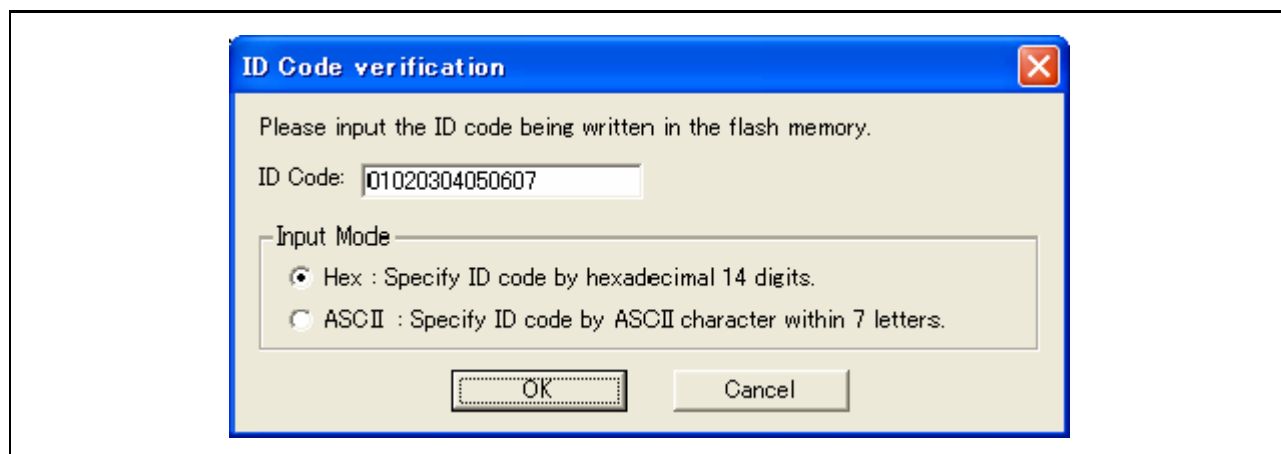 ID Code verification
Please input the ID code being written in the flash memory.
ID Code: 01020304050607
Input Mode
Hex : Specify ID code by hexadecimal 14 digits.
ASCII : Specify ID code by ASCII character within 7 letters.
OK Cancel